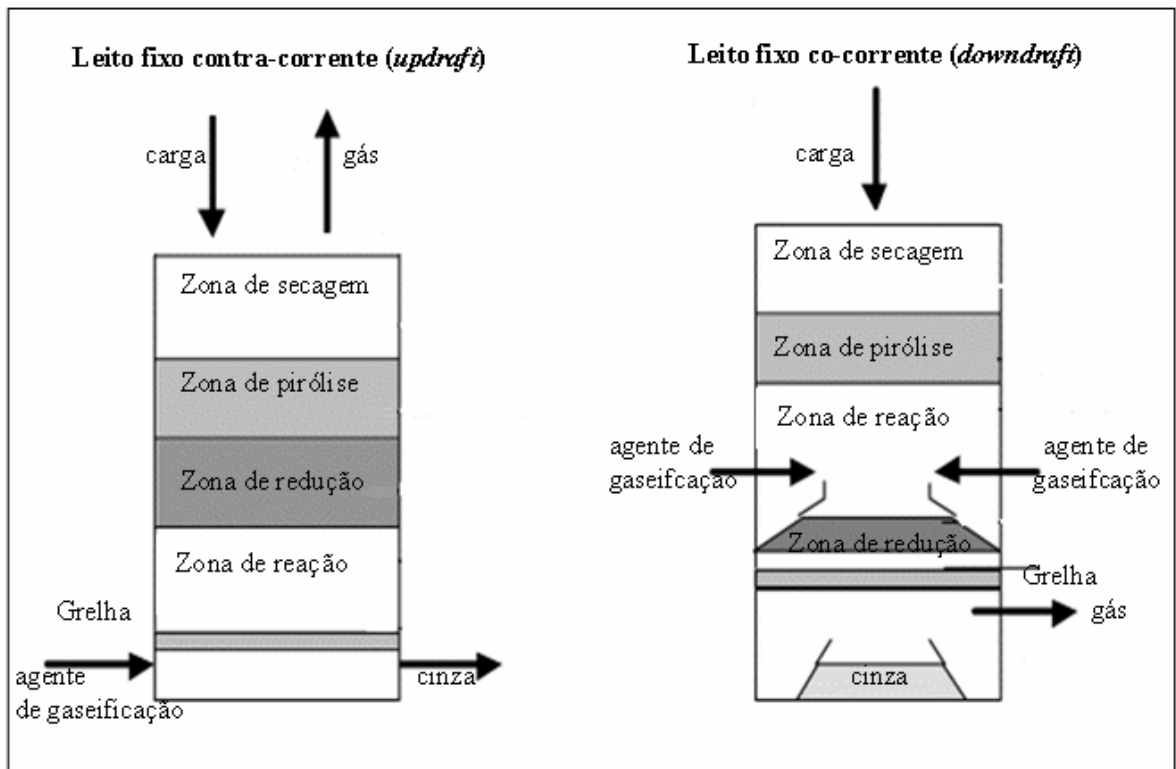 Leito fixo contra-corrente (updraft)
carga
gás
Zona de secagem
Zona de pirólise
Zona de redução
Zona de reação
Grelha
agente
de gaseificação
cinza
Leito fixo co-corrente (downdraft)
carga
Zona de secagem
Zona de pirólise
Zona de reação
agente de
gaseifcação
agente de
gaseifcação
Zona de redução
Grelha
gás
cinza